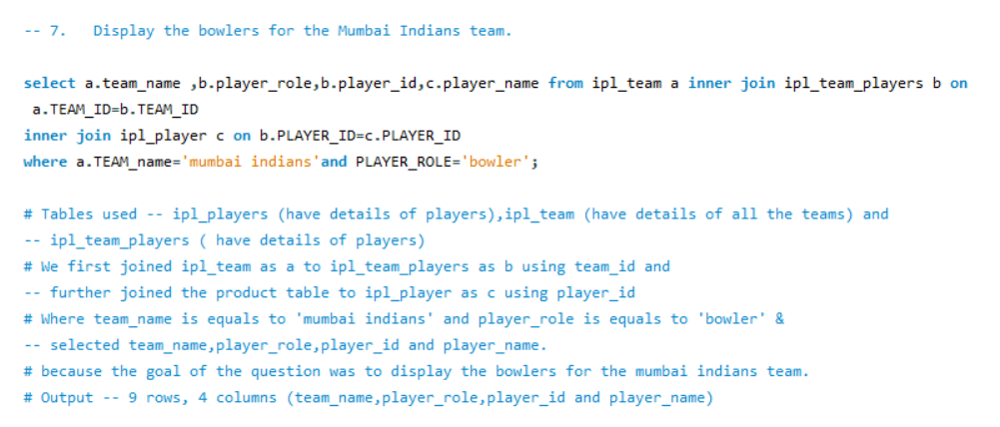 -- 7.   Display the bowlers for the Mumbai Indians team.
select a.team_name ,b.player_role,b.player_id,c.player_name from ipl_team a inner join ipl_team_players b on
a.TEAM_ID=b.TEAM_ID
inner join ipl_player c on b.PLAYER_ID=c.PLAYER_ID
where a.TEAM_name='mumbai indians'and PLAYER_ROLE='bowler';
# Tables used -- ipl_players (have details of players),ipl_team (have details of all the teams) and
-- ipl_team_players ( have details of players)
# We first joined ipl_team as a to ipl_team_players as b using team_id and
-- further joined the product table to ipl_player as c using player_id
# Where team_name is equals to 'mumbai indians' and player_role is equals to 'bowler' &
-- selected team_name,player_role,player_id and player_name.
# because the goal of the question was to display the bowlers for the mumbai indians team.
# Output -- 9 rows, 4 columns (team_name,player_role,player_id and player_name)